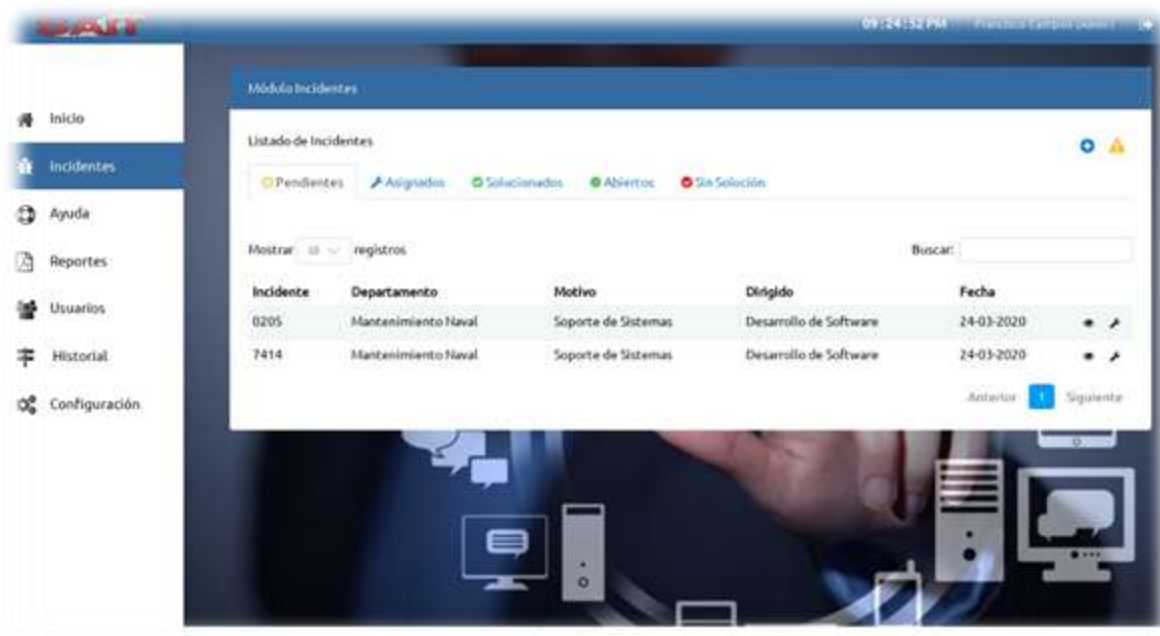 09:24:52 PM
Módulo Incidentes
Inicio
Listado de Incidentes
Incidentes
Pendientes Asignados Solucionados Abiertos Sin Solución
Ayuda
Mostrar 10 registros Buscar:
Reportes
Incidente Departamento Motivo Dirigido Fecha
Usuarios
0205 Mantenimiento Naval Soporte de Sistemas Desarrollo de Software 24-03-2020
Historial
7414 Mantenimiento Naval Soporte de Sistemas Desarrollo de Software 24-03-2020
Configuración
Anterior 1 Siguiente